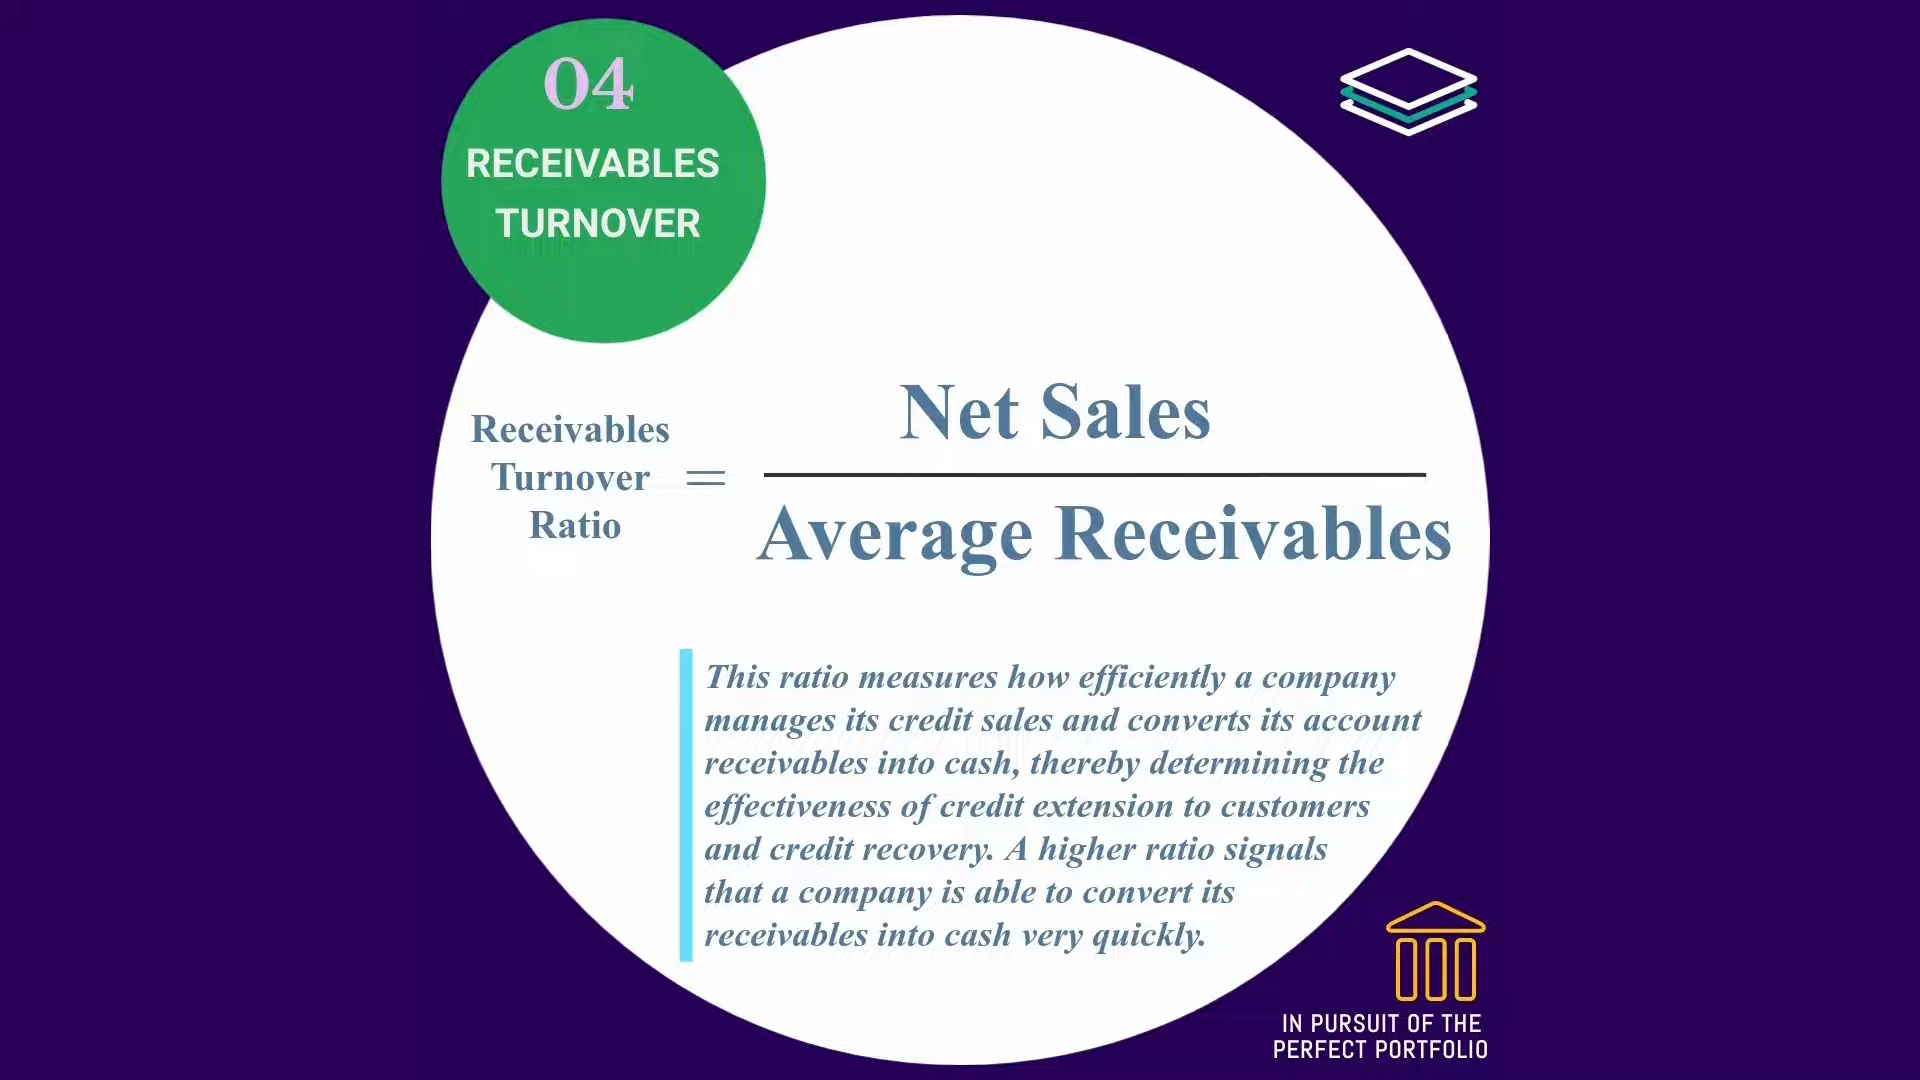 04
RECEIVABLES
TURNOVER
Receivables
Turnover
Ratio
=
Net Sales
Average Receivables
This ratio measures how efficiently a company
manages its credit sales and converts its account
receivables into cash, thereby determining the
effectiveness of credit extension to customers
and credit recovery. A higher ratio signals
that a company is able to convert its
receivables into cash very quickly.
IN PURSUIT OF THE
PERFECT PORTFOLIO